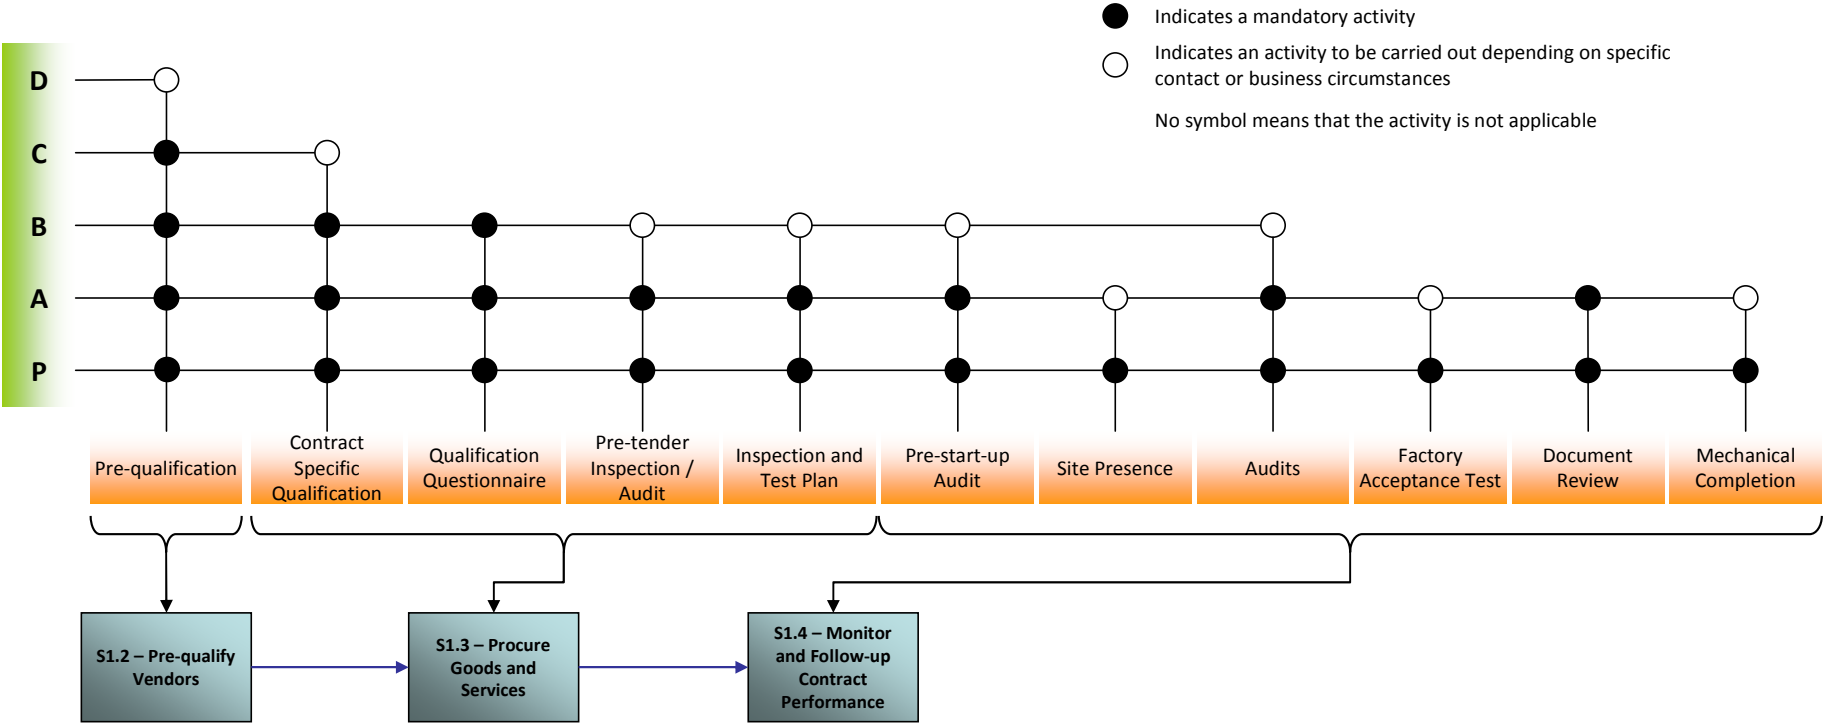 Indicates a mandatory activity
Indicates an activity to be carried out depending on specific
contact or business circumstances
No symbol means that the activity is not applicable
D
C
B
A
P
Pre-qualification
Contract
Specific
Qualification
Qualification
Questionnaire
Pre-tender
Inspection /
Audit
Inspection and
Test Plan
Pre-start-up
Audit
Site Presence
Audits
Factory
Acceptance Test
Document
Review
Mechanical
Completion
S1.2 – Pre-qualify
Vendors
S1.3 – Procure
Goods and
Services
S1.4 – Monitor
and Follow-up
Contract
Performance